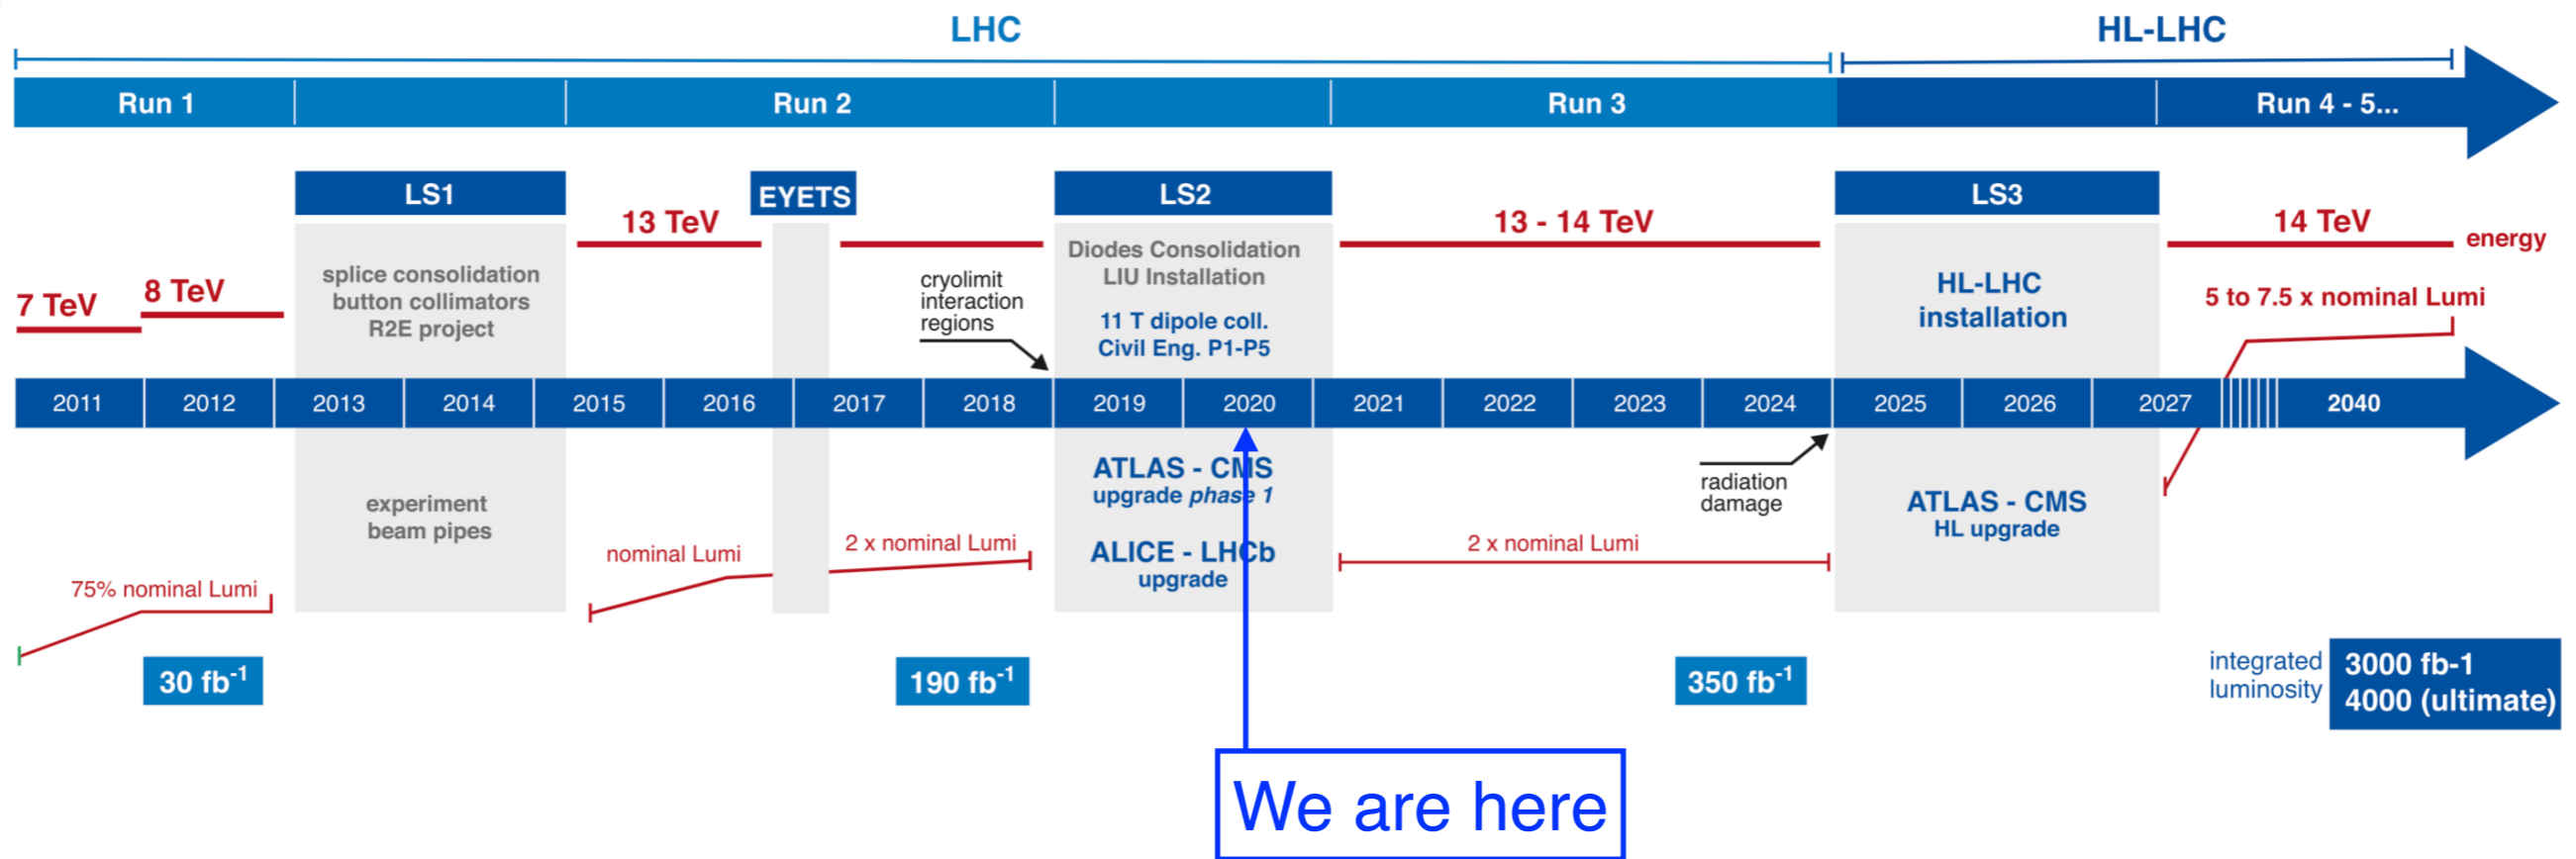 LHC
HL-LHC
Run 1
Run 2
Run 3
Run 4 - 5...
LS1
EYETS
LS2
LS3
13 TeV
13 - 14 TeV
14 TeV
energy
7 TeV
8 TeV
splice consolidation
button collimators
R2E project
cryolimit
interaction
regions
Diodes Consolidation
LIU Installation
11 T dipole coll.
Civil Eng. P1-P5
HL-LHC
installation
5 to 7.5 x nominal Lumi
2011
2012
2013
2014
2015
2016
2017
2018
2019
2020
2021
2022
2023
2024
2025
2026
2027
2040
experiment
beam pipes
ATLAS - CMS
upgrade phase 1
ALICE - LHCb
upgrade
radiation
damage
ATLAS - CMS
HL upgrade
75% nominal Lumi
nominal Lumi
2 x nominal Lumi
2 x nominal Lumi
30 fb-1
190 fb-1
350 fb-1
integrated
luminosity
3000 fb-1
4000 (ultimate)
We are here